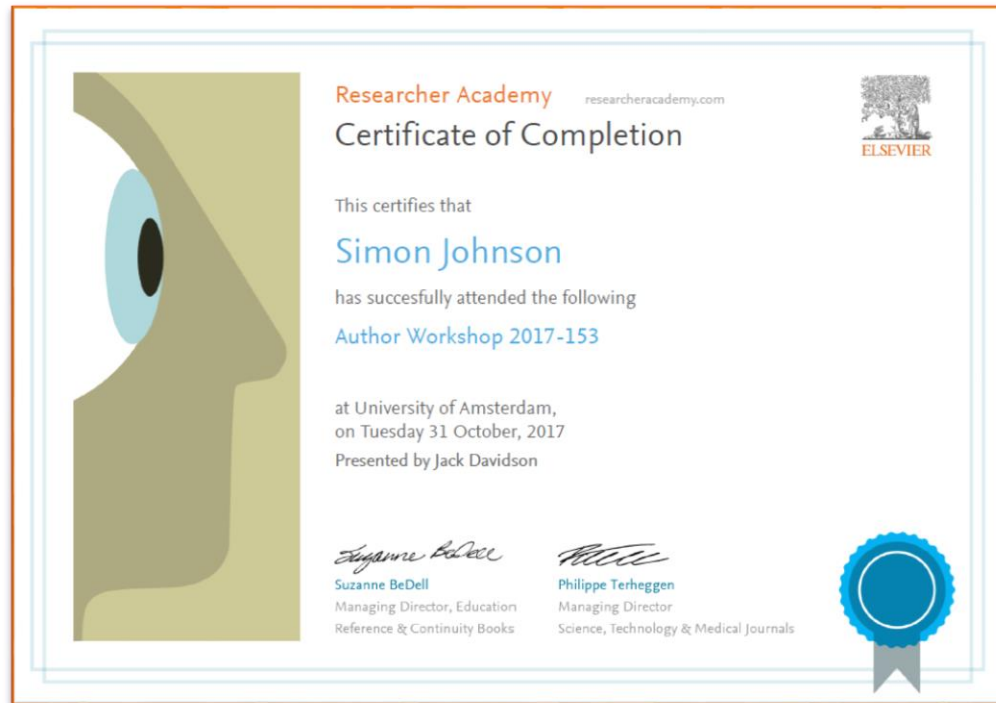 Researcher Academy researcheracademy.com
Certificate of Completion
ELSEVIER
This certifies that
Simon Johnson
has succesfully attended the following
Author Workshop 2017-153
at University of Amsterdam,
on Tuesday 31 October, 2017
Presented by Jack Davidson
Suzanne BeDell
Suzanne BeDell
Managing Director, Education
Reference & Continuity Books
Philippe Terheggen
Managing Director
Science, Technology & Medical Journals